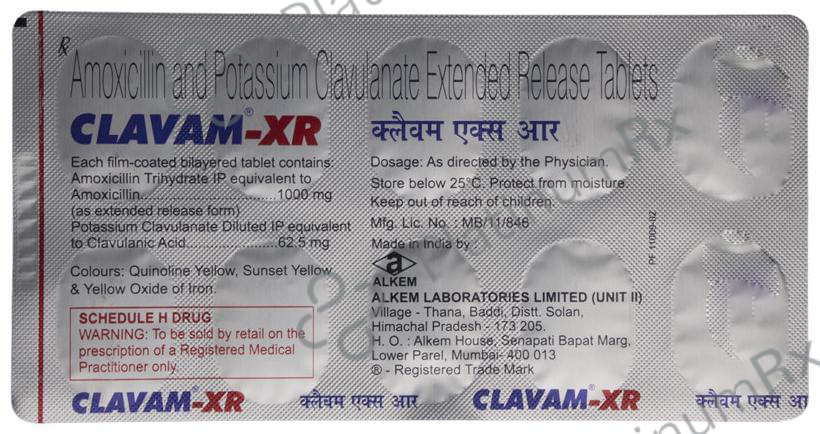 Rx
Amoxicillin and Potassium Clavulanate Extended Release Tablets
CLAVAM®-XR
क्लैवम एक्स आर
Each film-coated bilayered tablet contains:
Amoxicillin Trihydrate IP equivalent to
Amoxicillin..............................1000 mg
(as extended release form)
Potassium Clavulanate Diluted IP equivalent
to Clavulanic Acid....................62.5 mg
Colours: Quinoline Yellow, Sunset Yellow
& Yellow Oxide of Iron.
SCHEDULE H DRUG
WARNING: To be sold by retail on the
prescription of a Registered Medical
Practitioner only.
Dosage: As directed by the Physician.
Store below 25°C. Protect from moisture.
Keep out of reach of children.
Mfg. Lic. No. : MB/11/846
Made in India by :
a
ALKEM
ALKEM LABORATORIES LIMITED (UNIT II)
Village - Thana, Baddi, Distt. Solan,
Himachal Pradesh - 173 205.
H. O. : Alkem House, Senapati Bapat Marg,
Lower Parel, Mumbai- 400 013
® - Registered Trade Mark
PF11099-02
CLAVAM®-XR क्लैवम एक्स आर CLAVAM®-XR क्लैवम एक्स आ
PlatinumRx